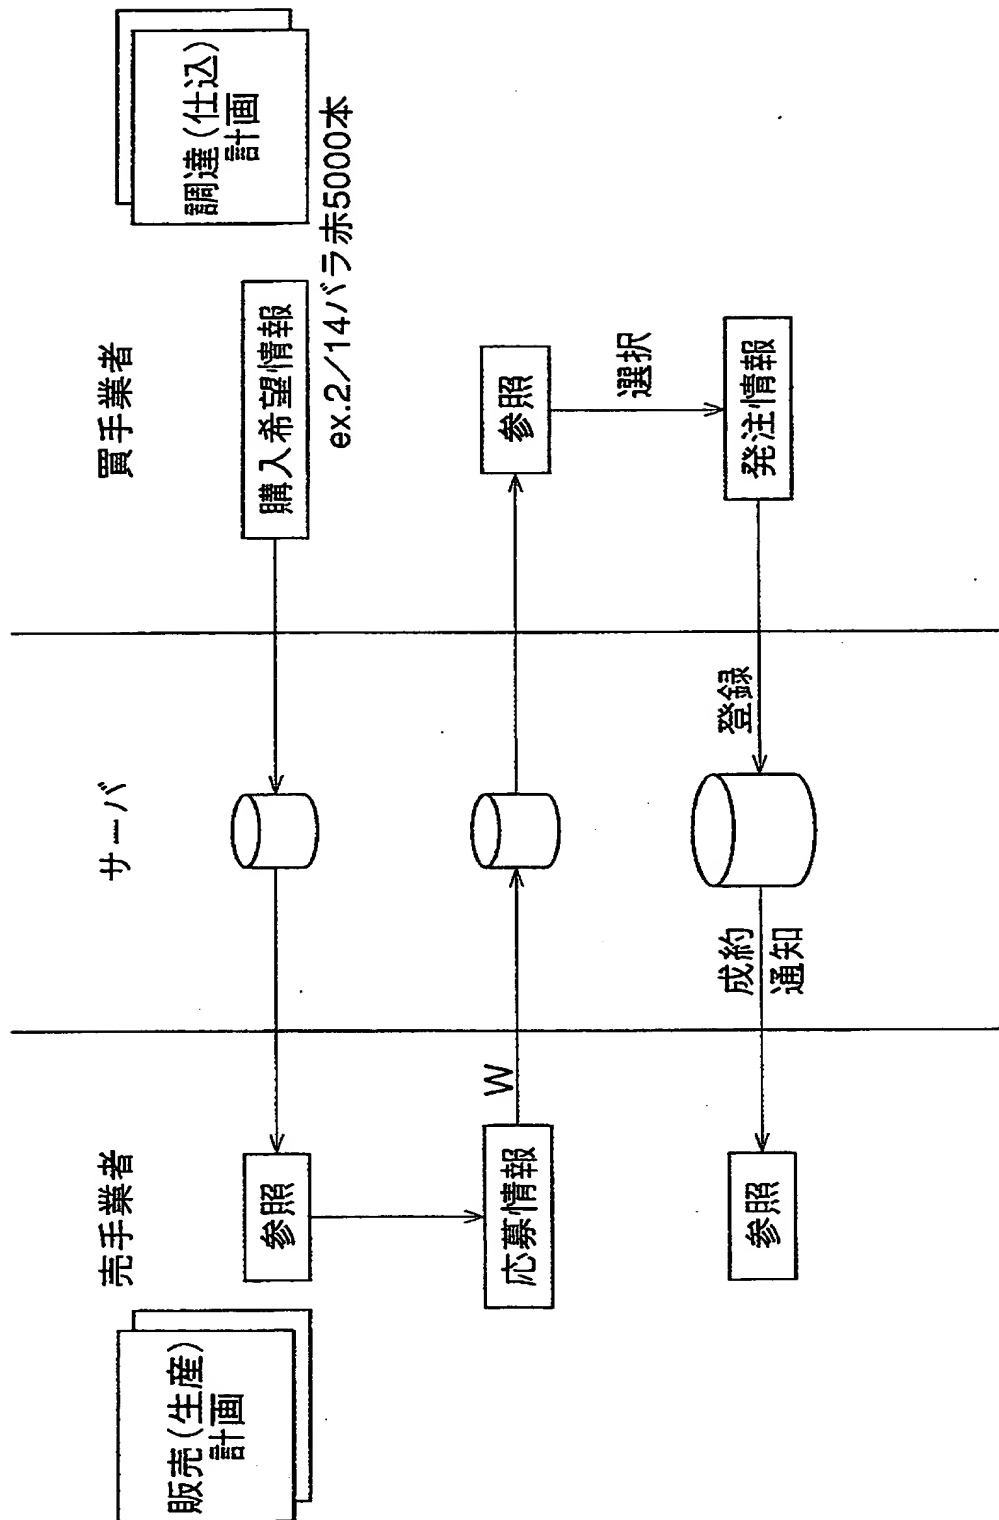 売手業者
サーバ
買手業者
販売(生産)
計画
調達(仕込)
計画
参照
購入希望情報
ex.2/14バラ赤5000本
応募情報
W
参照
選択
参照
成約
通知
登録
発注情報